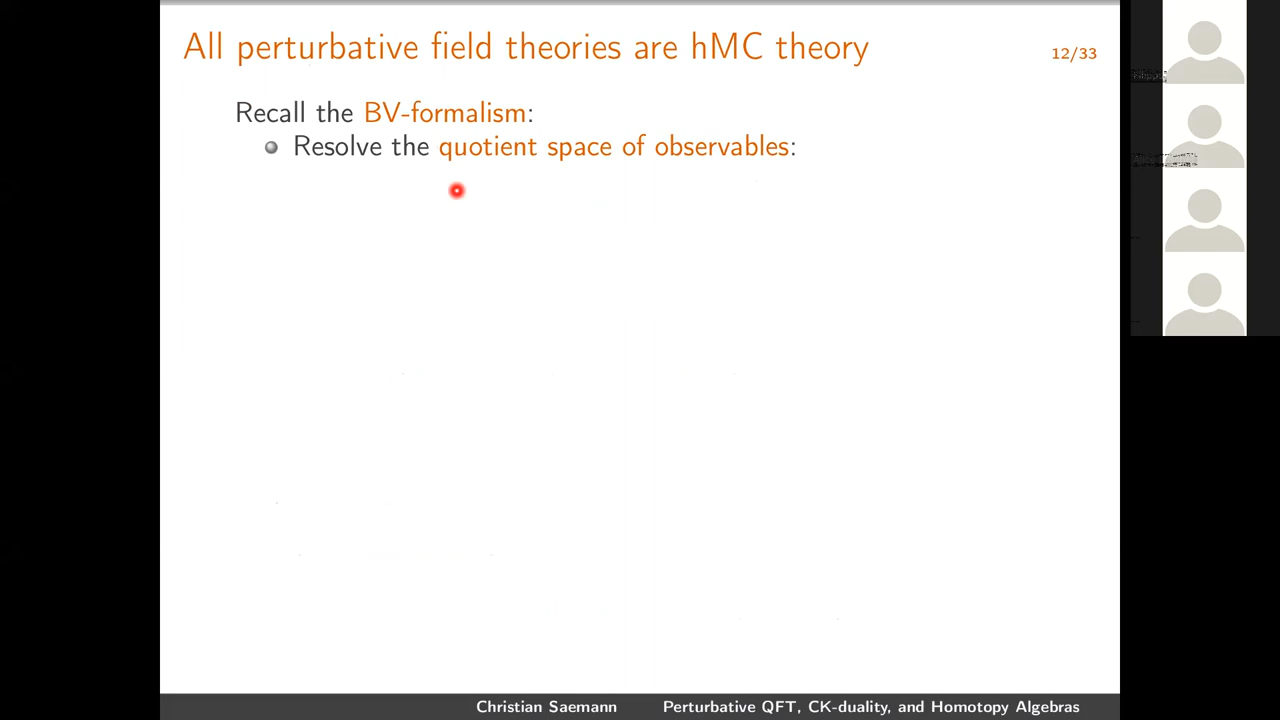 All perturbative field theories are hMC theory
12/33
Recall the BV-formalism:
Resolve the quotient space of observables:
Christian Saemann Perturbative QFT, CK-duality, and Homotopy Algebras